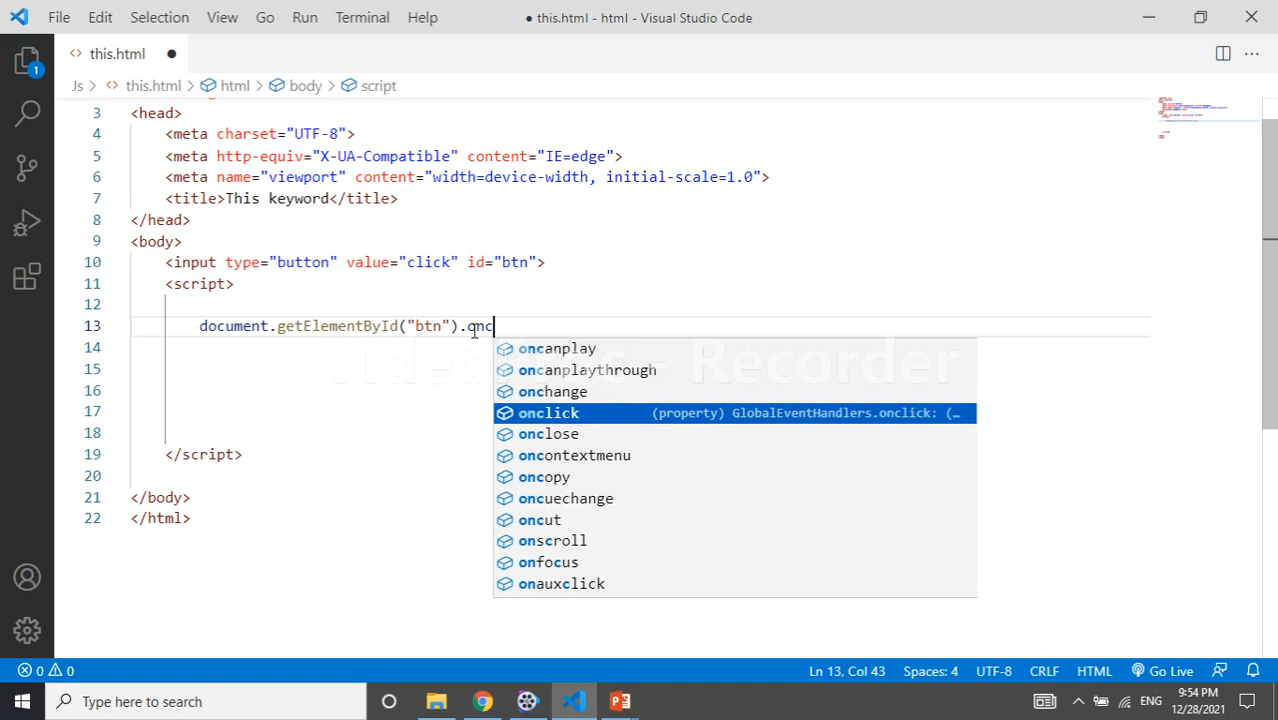 File Edit Selection View Go Run Terminal Help ● this.html - html - Visual Studio Code
<> this.html ●
Js > <> this.html > html > body > script
3 <head>
4 <meta charset="UTF-8">
5 <meta http-equiv="X-UA-Compatible" content="IE=edge">
6 <meta name="viewport" content="width=device-width, initial-scale=1.0">
7 <title>This keyword</title>
8 </head>
9 <body>
10 <input type="button" value="click" id="btn">
11 <script>
12
13 document.getElementById("btn").onc
14 oncanplay
15 oncanplaythrough
16 onchange
17 onclick (property) GlobalEventHandlers.onclick: (…
18 onclose
19 </script> oncontextmenu
20 oncopy
21 </body> oncuechange
22 </html> oncut
onscroll
onfocus
onauxclick
- Recorder
1
0 0 Ln 13, Col 43 Spaces: 4 UTF-8 CRLF HTML Go Live
Type here to search ENG 9:54 PM
12/28/2021